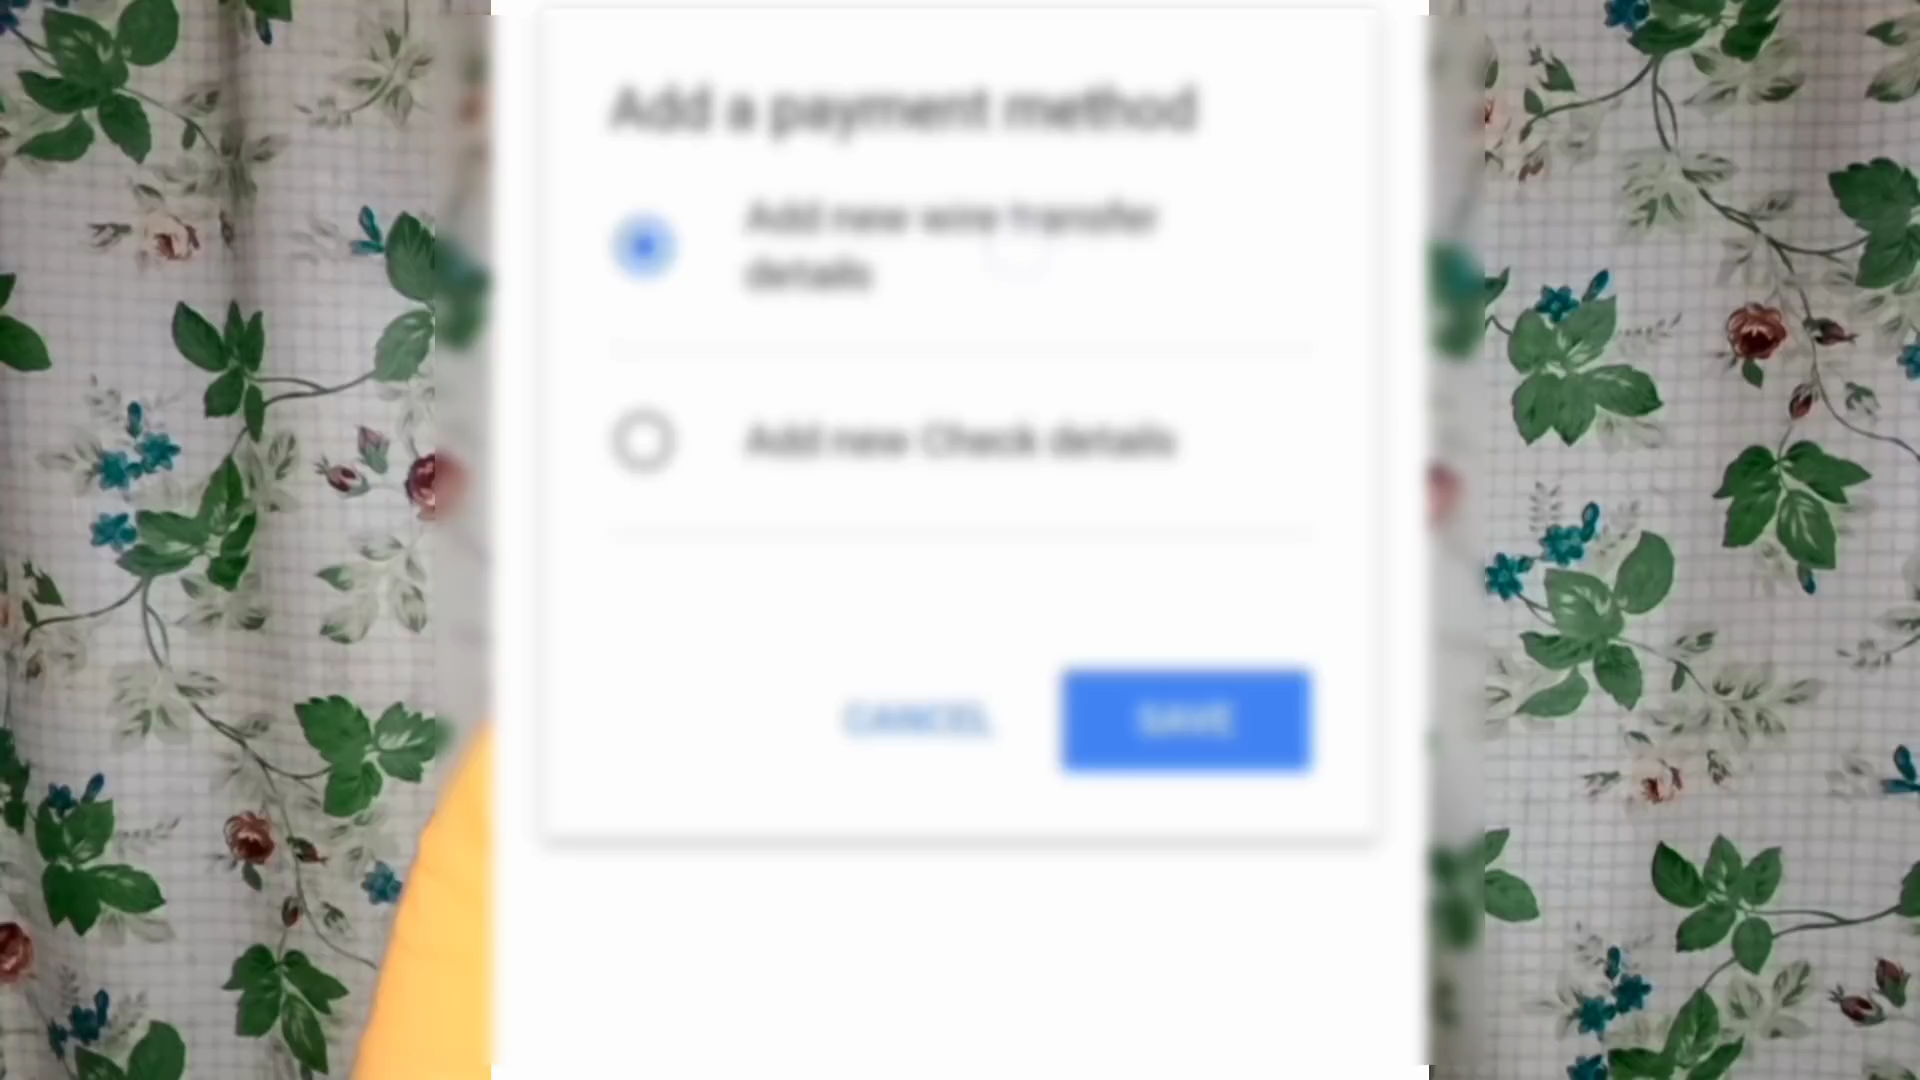 Add a payment method
Add new wire transfer
details
Add new Check details
CANCEL
SAVE